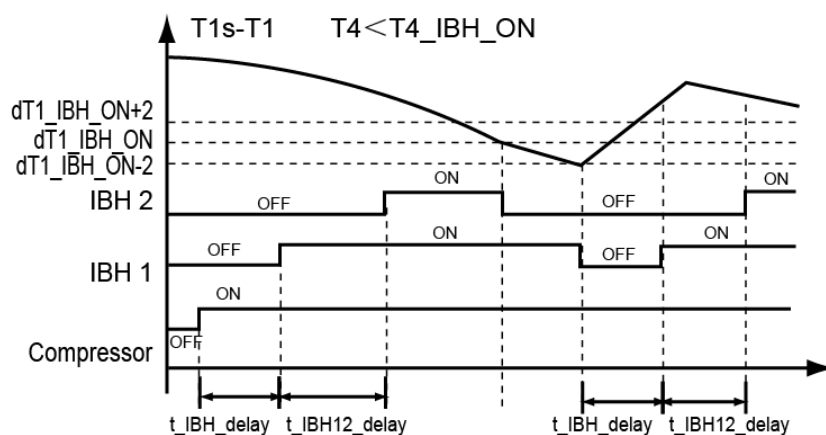 T1s-T1 T4＜T4_IBH_ON
dT1_IBH_ON+2
dT1_IBH_ON
dT1_IBH_ON-2
ON ON
IBH 2 OFF OFF
OFF ON OFF ON
IBH 1
ON
OFF
Compressor
t_IBH_delay t_IBH12_delay t_IBH_delay t_IBH12_delay